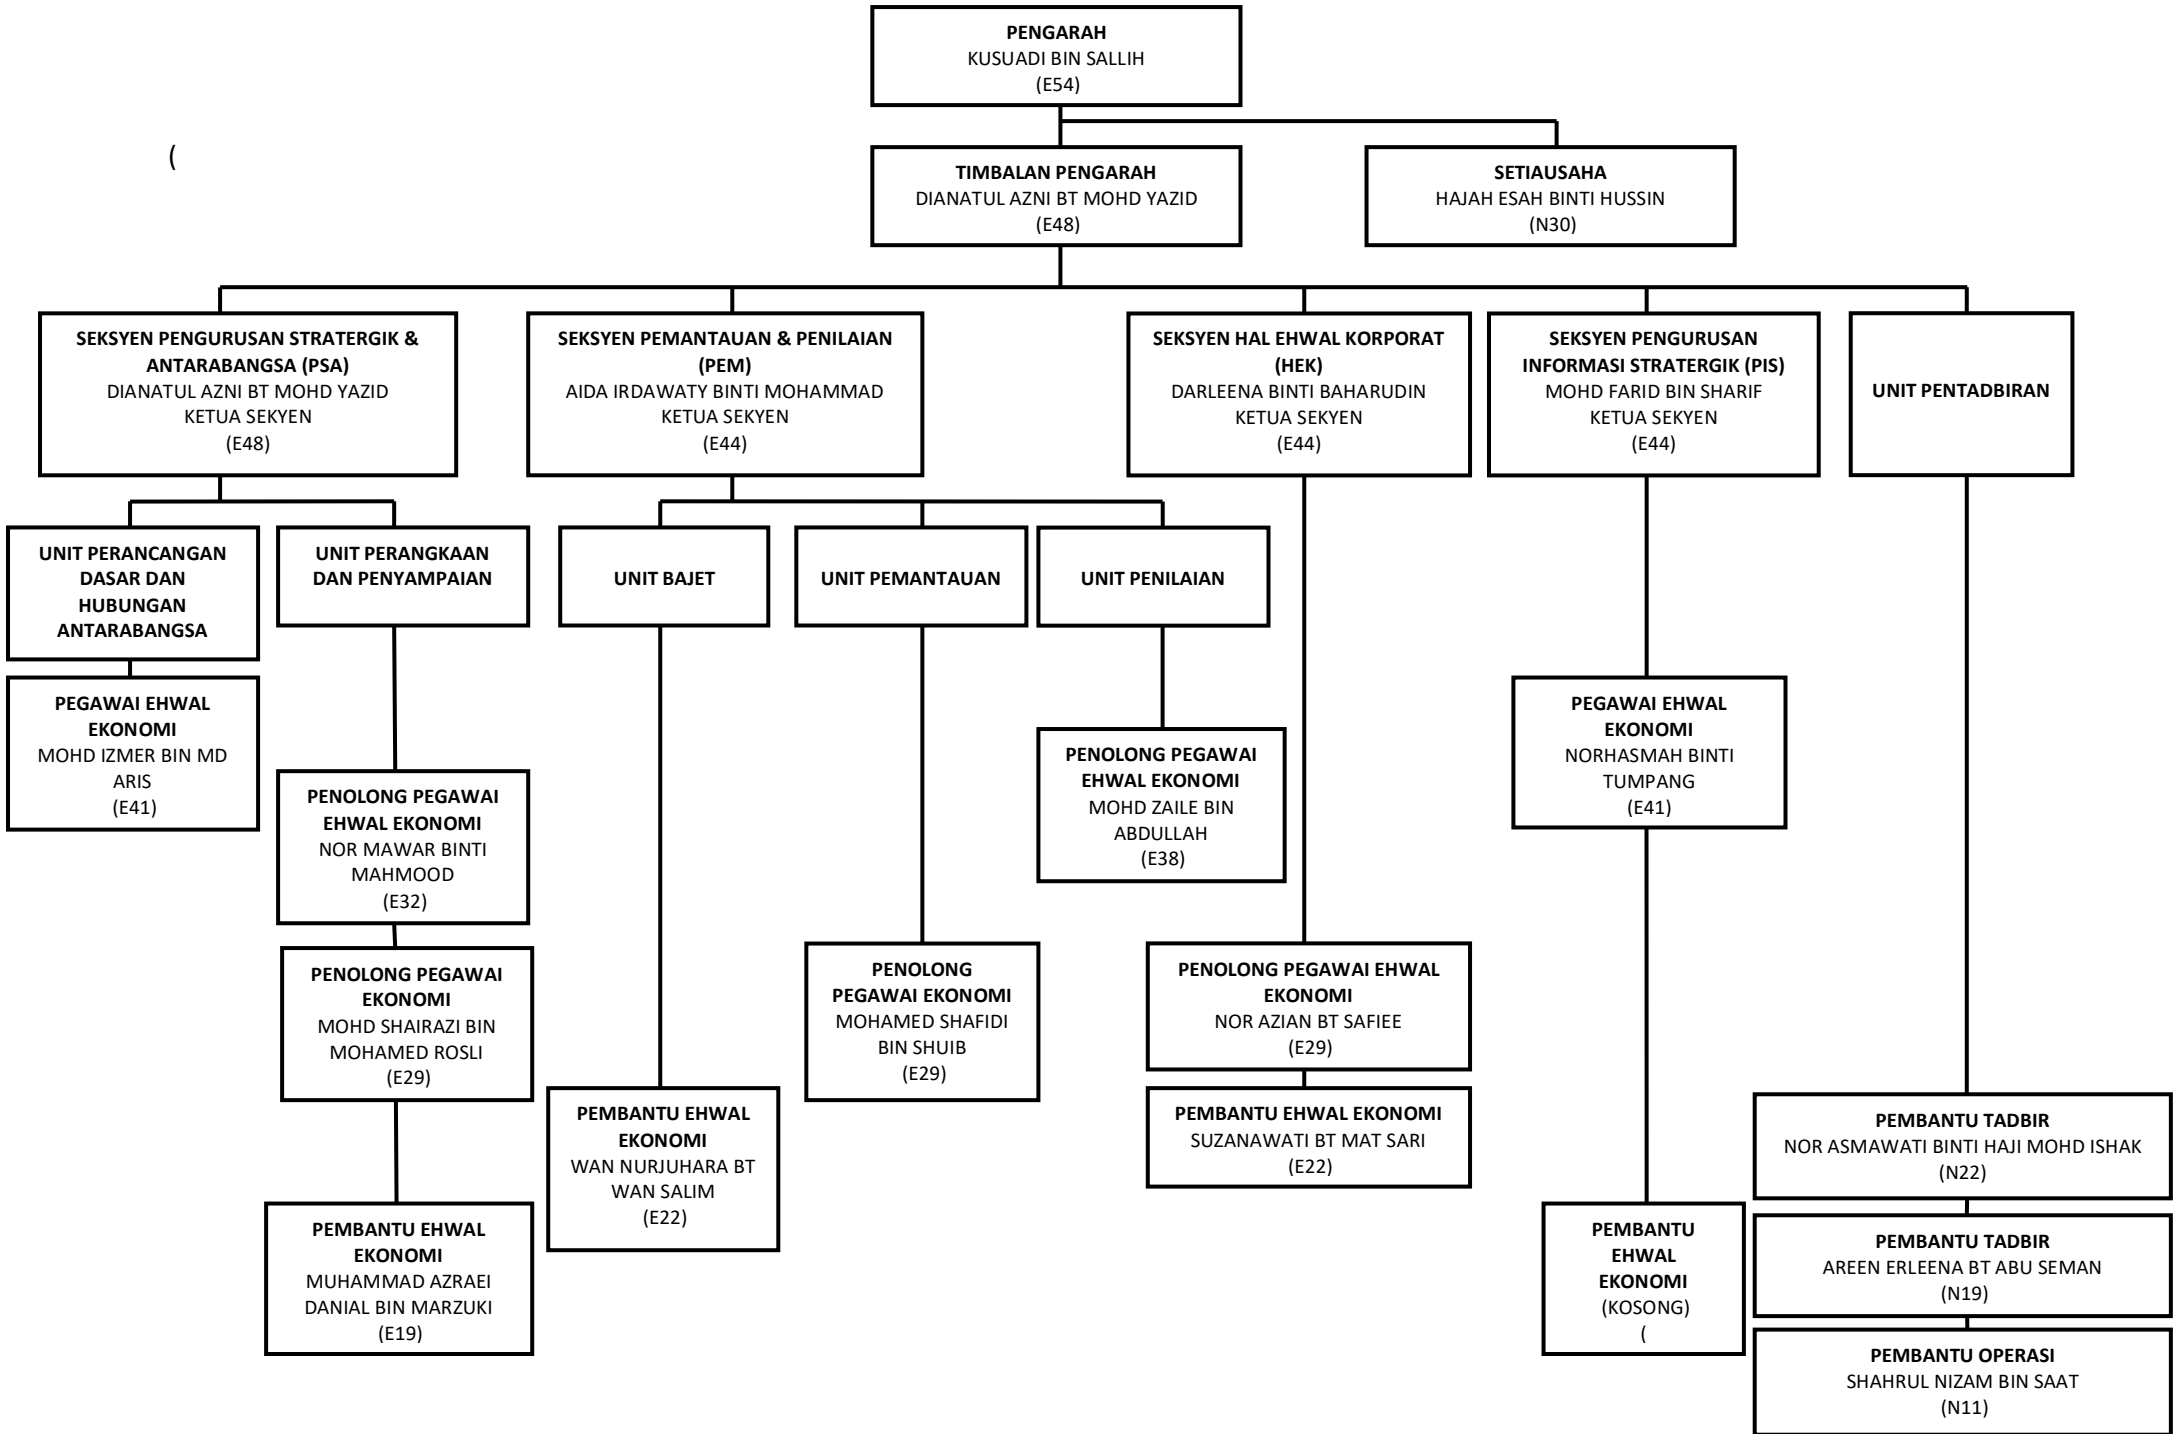 PENGARAH
KUSUADI BIN SALLIH
(E54)
(
TIMBALAN PENGARAH
DIANATUL AZNI BT MOHD YAZID
(E48)
SETIAUSAHA
HAJAH ESAH BINTI HUSSIN
(N30)
SEKSYEN PENGURUSAN STRATERGIK &
ANTARABANGSA (PSA)
DIANATUL AZNI BT MOHD YAZID
KETUA SEKYEN
(E48)
SEKSYEN PEMANTAUAN & PENILAIAN
(PEM)
AIDA IRDAWATY BINTI MOHAMMAD
KETUA SEKYEN
(E44)
SEKSYEN HAL EHWAL KORPORAT
(HEK)
DARLEENA BINTI BAHARUDIN
KETUA SEKYEN
(E44)
SEKSYEN PENGURUSAN
INFORMASI STRATERGIK (PIS)
MOHD FARID BIN SHARIF
KETUA SEKYEN
(E44)
UNIT PENTADBIRAN
UNIT PERANCANGAN
DASAR DAN
HUBUNGAN
ANTARABANGSA
UNIT PERANGKAAN
DAN PENYAMPAIAN
UNIT BAJET
UNIT PEMANTAUAN
UNIT PENILAIAN
PEGAWAI EHWAL
EKONOMI
MOHD IZMER BIN MD
ARIS
(E41)
PENOLONG PEGAWAI
EHWAL EKONOMI
NOR MAWAR BINTI
MAHMOOD
(E32)
PENOLONG PEGAWAI
EHWAL EKONOMI
MOHD ZAILE BIN
ABDULLAH
(E38)
PEGAWAI EHWAL
EKONOMI
NORHASMAH BINTI
TUMPANG
(E41)
PENOLONG PEGAWAI
EKONOMI
MOHD SHAIRAZI BIN
MOHAMED ROSLI
(E29)
PENOLONG
PEGAWAI EKONOMI
MOHAMED SHAFIDI
BIN SHUIB
(E29)
PENOLONG PEGAWAI EHWAL
EKONOMI
NOR AZIAN BT SAFIEE
(E29)
PEMBANTU EHWAL
EKONOMI
WAN NURJUHARA BT
WAN SALIM
(E22)
PEMBANTU EHWAL EKONOMI
SUZANAWATI BT MAT SARI
(E22)
PEMBANTU TADBIR
NOR ASMAWATI BINTI HAJI MOHD ISHAK
(N22)
PEMBANTU EHWAL
EKONOMI
MUHAMMAD AZRAEI
DANIAL BIN MARZUKI
(E19)
PEMBANTU
EHWAL
EKONOMI
(KOSONG)
(
PEMBANTU TADBIR
AREEN ERLEENA BT ABU SEMAN
(N19)
PEMBANTU OPERASI
SHAHRUL NIZAM BIN SAAT
(N11)